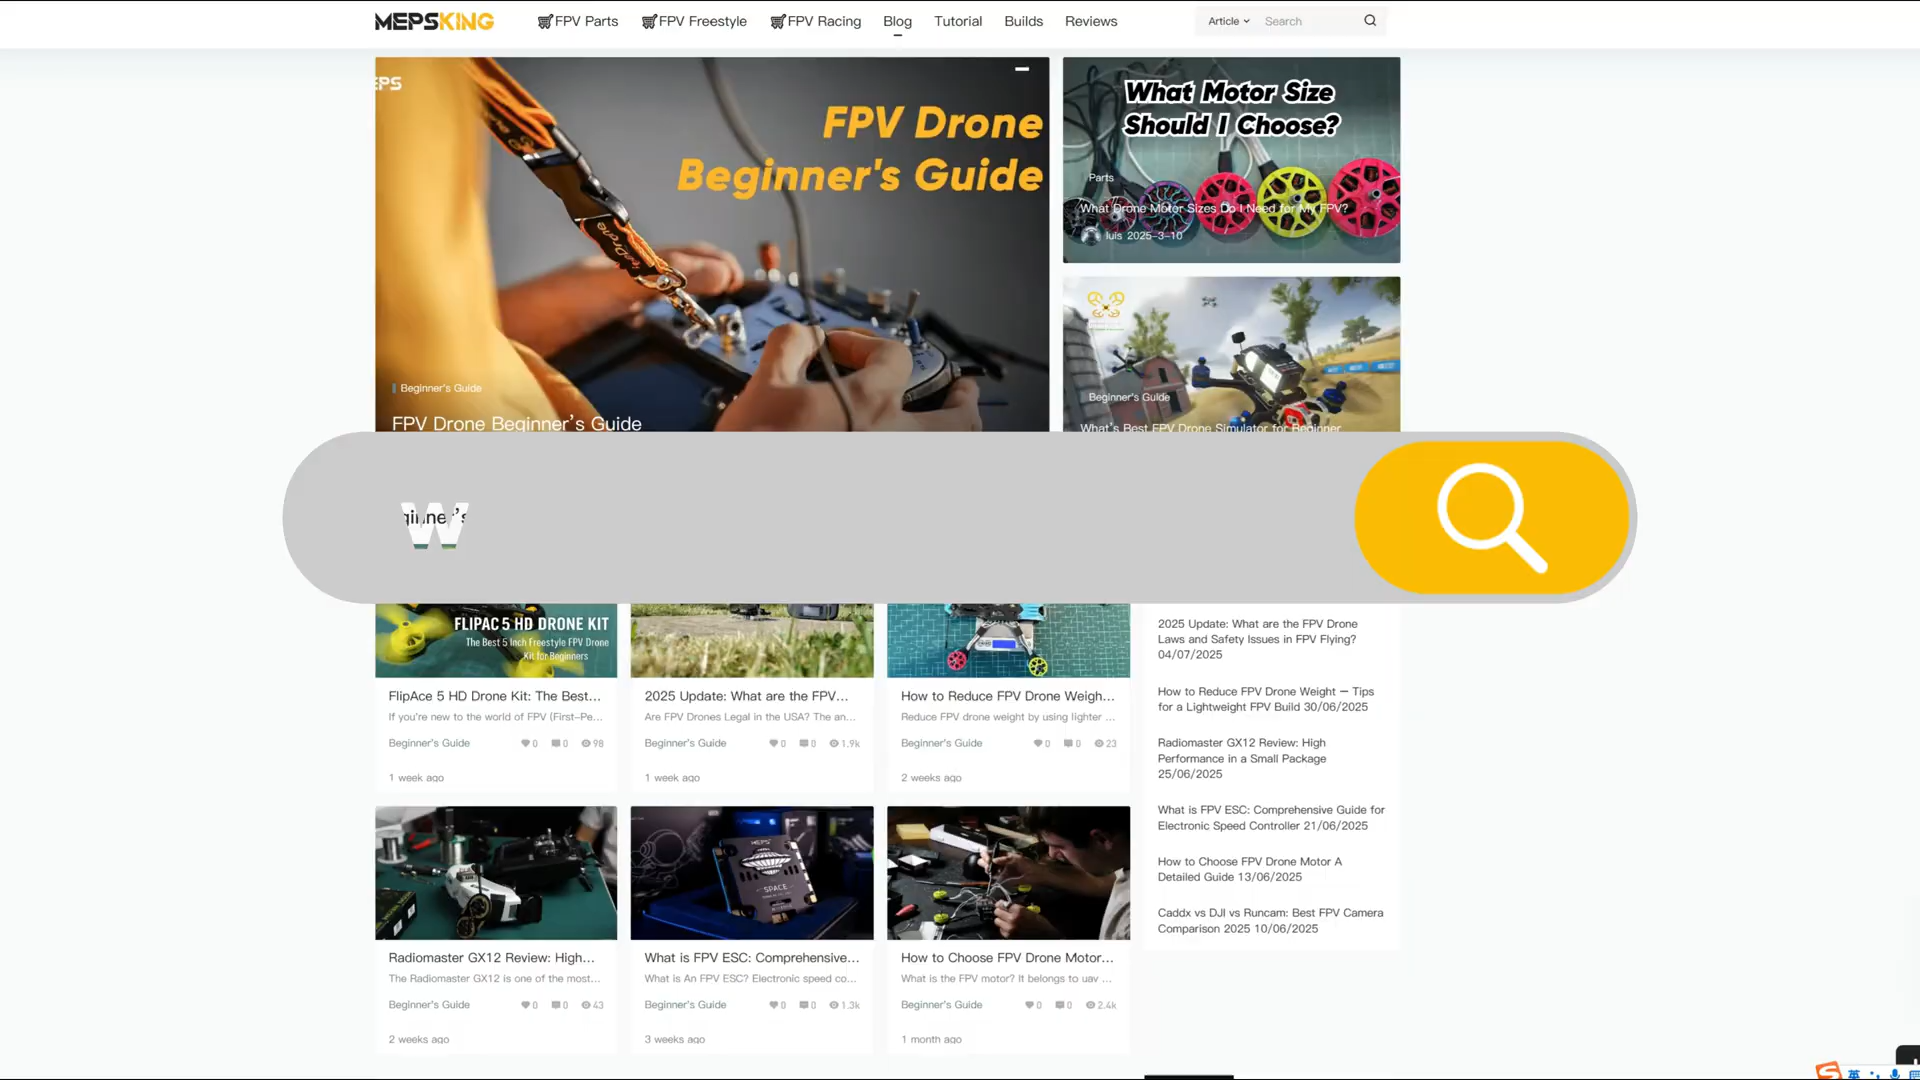 MEPSKING
FPV Parts
FPV Freestyle
FPV Racing
Blog
Tutorial
Builds
Reviews
Article
Search
EPS
FPV Drone
Beginner's Guide
Beginner's Guide
FPV Drone Beginner's Guide
What Motor Size
Should I Choose?
Parts
What Drone Motor Sizes Do I Need for My FPV?
luis 2025-3-10
Beginner's Guide
What's Best FPV Drone Simulator for Beginner
W
ginner's
FLIPAC 5 HD DRONE KIT
The Best 5 Inch Freestyle FPV Drone
Kit for Beginners
FlipAce 5 HD Drone Kit: The Best...
If you're new to the world of FPV (First-Pe...
Beginner's Guide
0
0
98
1 week ago
2025 Update: What are the FPV...
Are FPV Drones Legal in the USA? The an...
Beginner's Guide
0
0
1.9k
1 week ago
How to Reduce FPV Drone Weigh...
Reduce FPV drone weight by using lighter ...
Beginner's Guide
0
0
23
2 weeks ago
MEPS
SPACE
Radiomaster GX12 Review: High...
The Radiomaster GX12 is one of the most...
Beginner's Guide
0
0
43
2 weeks ago
What is FPV ESC: Comprehensive...
What is An FPV ESC? Electronic speed co...
Beginner's Guide
0
0
1.3k
3 weeks ago
How to Choose FPV Drone Motor...
What is the FPV motor? It belongs to uav ...
Beginner's Guide
0
0
2.4k
1 month ago
2025 Update: What are the FPV Drone
Laws and Safety Issues in FPV Flying?
04/07/2025
How to Reduce FPV Drone Weight – Tips
for a Lightweight FPV Build 30/06/2025
Radiomaster GX12 Review: High
Performance in a Small Package
25/06/2025
What is FPV ESC: Comprehensive Guide for
Electronic Speed Controller 21/06/2025
How to Choose FPV Drone Motor A
Detailed Guide 13/06/2025
Caddx vs DJI vs Runcam: Best FPV Camera
Comparison 2025 10/06/2025
英